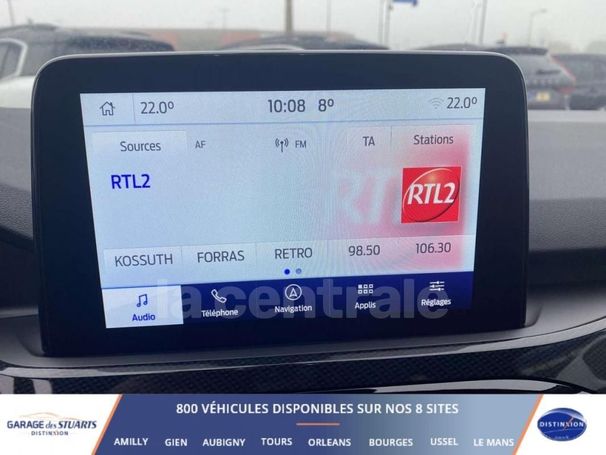 22.0° 10:08 8° 22.0°
Sources AF FM TA Stations
RTL2
RTL2
KOSSUTH FORRAS RETRO 98.50 106.30
Audio Téléphone Navigation Applis Réglages
la centrale
GARAGE des STUARTS
DISTINXION
800 VÉHICULES DISPONIBLES SUR NOS 8 SITES
AMILLY GIEN AUBIGNY TOURS ORLEANS BOURGES USSEL LE MANS
DISTINXION